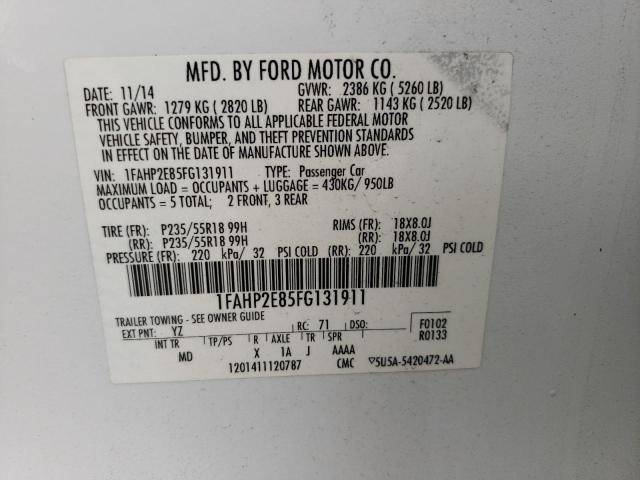 MFD. BY FORD MOTOR CO.
DATE: 11/14 GVWR: 2386 KG ( 5260 LB)
FRONT GAWR: 1279 KG ( 2820 LB) REAR GAWR: 1143 KG ( 2520 LB)
THIS VEHICLE CONFORMS TO ALL APPLICABLE FEDERAL MOTOR
VEHICLE SAFETY, BUMPER, AND THEFT PREVENTION STANDARDS
IN EFFECT ON THE DATE OF MANUFACTURE SHOWN ABOVE.
VIN: 1FAHP2E85FG131911 TYPE: Passenger Car
MAXIMUM LOAD = OCCUPANTS + LUGGAGE = 430KG/ 950LB
OCCUPANTS = 5 TOTAL; 2 FRONT, 3 REAR
TIRE (FR): P235/55R18 99H RIMS (FR): 18X8.0J
(RR): P235/55R18 99H (RR): 18X8.0J
PRESSURE (FR): 220 kPa/ 32 PSI COLD (RR): 220 kPa/ 32 PSI COLD
1FAHP2E85FG131911
TRAILER TOWING - SEE OWNER GUIDE
EXT PNT: YZ RC: 71 DSO: F0102
INT TR TP/PS R AXLE TR SPR R0133
MD X 1A J AAAA
1201411120787 CMC ▽5U5A-5420472-AA